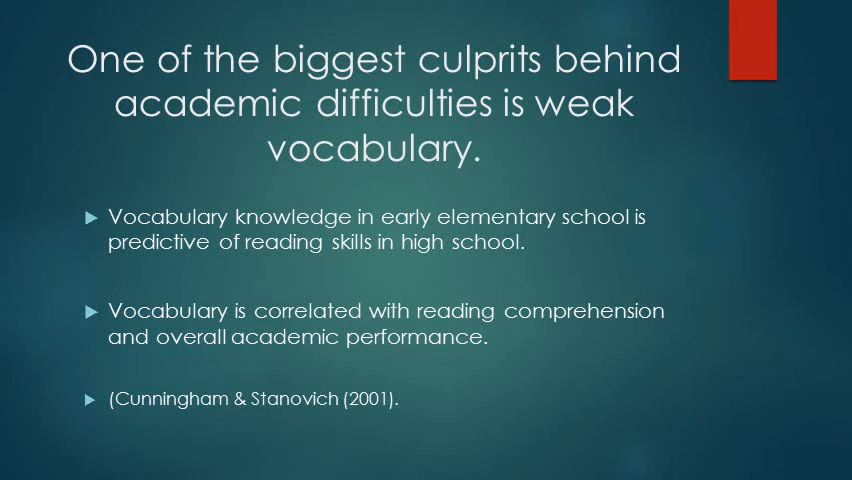 One of the biggest culprits behind
academic difficulties is weak
vocabulary.
Vocabulary knowledge in early elementary school is
predictive of reading skills in high school.
Vocabulary is correlated with reading comprehension
and overall academic performance.
(Cunningham & Stanovich (2001).